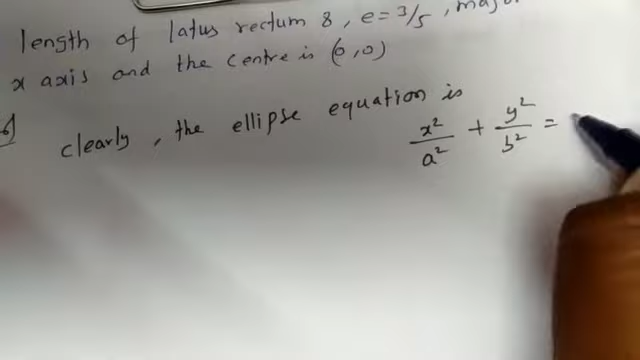 length of latus rectum 8, e = 3/5, major
x axis and the centre is (0,0)
clearly, the ellipse equation is
x²/a² + y²/b² =